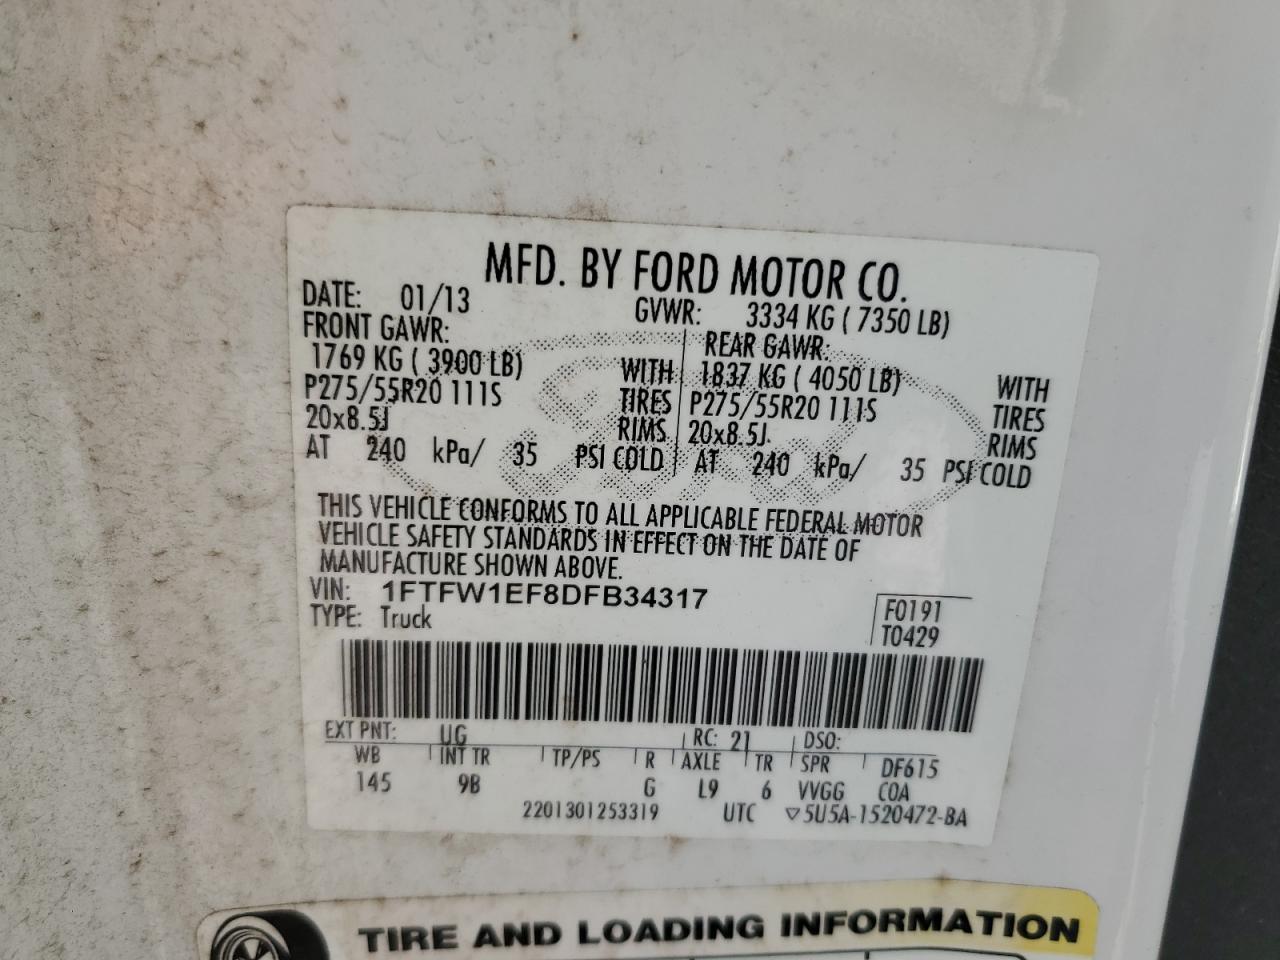 MFD. BY FORD MOTOR CO.
DATE: 01/13 GVWR: 3334 KG ( 7350 LB)
FRONT GAWR: REAR GAWR:
1769 KG ( 3900 LB) WITH 1837 KG ( 4050 LB) WITH
P275/55R20 111S TIRES P275/55R20 111S TIRES
20x8.5J RIMS 20x8.5J RIMS
AT 240 kPa/ 35 PSI COLD AT 240 kPa/ 35 PSI COLD
THIS VEHICLE CONFORMS TO ALL APPLICABLE FEDERAL MOTOR
VEHICLE SAFETY STANDARDS IN EFFECT ON THE DATE OF
MANUFACTURE SHOWN ABOVE.
VIN: 1FTFW1EF8DFB34317 F0191
TYPE: Truck T0429
EXT PNT: UG RC: 21 DSO:
WB INT TR TP/PS R AXLE TR SPR DF615
145 9B G L9 6 VVGG COA
2201301253319 UTC ▽5U5A-1520472-BA
TIRE AND LOADING INFORMATION